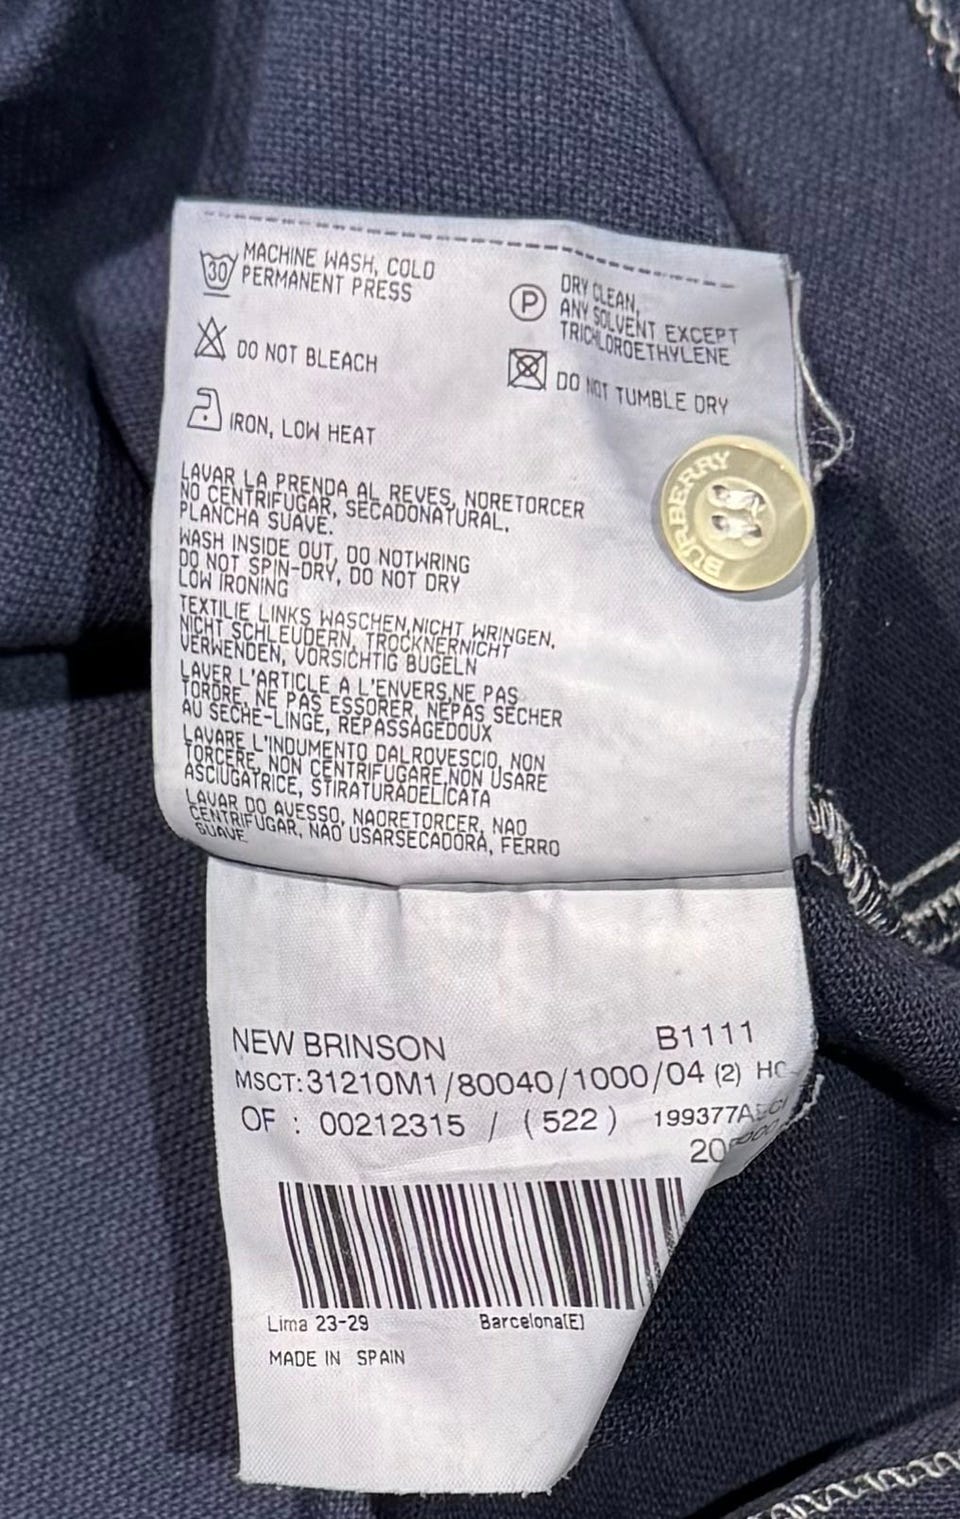 30 MACHINE WASH, COLD
PERMANENT PRESS
P DRY CLEAN,
ANY SOLVENT EXCEPT
TRICHLOROETHYLENE
DO NOT BLEACH
DO NOT TUMBLE DRY
IRON, LOW HEAT
BURBERRY
LAVAR LA PRENDA AL REVES, NORETORCER
NO CENTRIFUGAR, SECADONATURAL,
PLANCHA SUAVE.
WASH INSIDE OUT, DO NOTWRING
DO NOT SPIN-DRY, DO NOT DRY
LOW IRONING
TEXTILIE LINKS WASCHEN,NICHT WRINGEN,
NICHT SCHLEUDERN, TROCKNERNICHT
VERWENDEN, VORSICHTIG BUGELN
LAVER L'ARTICLE A L'ENVERS,NE PAS
TORDRE, NE PAS ESSORER, NEPAS SECHER
AU SECHE-LINGE, REPASSAGEDOUX
LAVARE L'INDUMENTO DALROVESCIO, NON
TORCERE, NON CENTRIFUGARE,NON USARE
ASCIUGATRICE, STIRATURADELICATA
LAVAR DO AVESSO, NAORETORCER, NAO
CENTRIFUGAR, NAO USARSECADORA, FERRO
SUAVE
NEW BRINSON B1111
MSCT:31210M1/80040/1000/04 (2)
OF : 00212315 / (522)
Lima 23-29 Barcelona(E)
MADE IN SPAIN